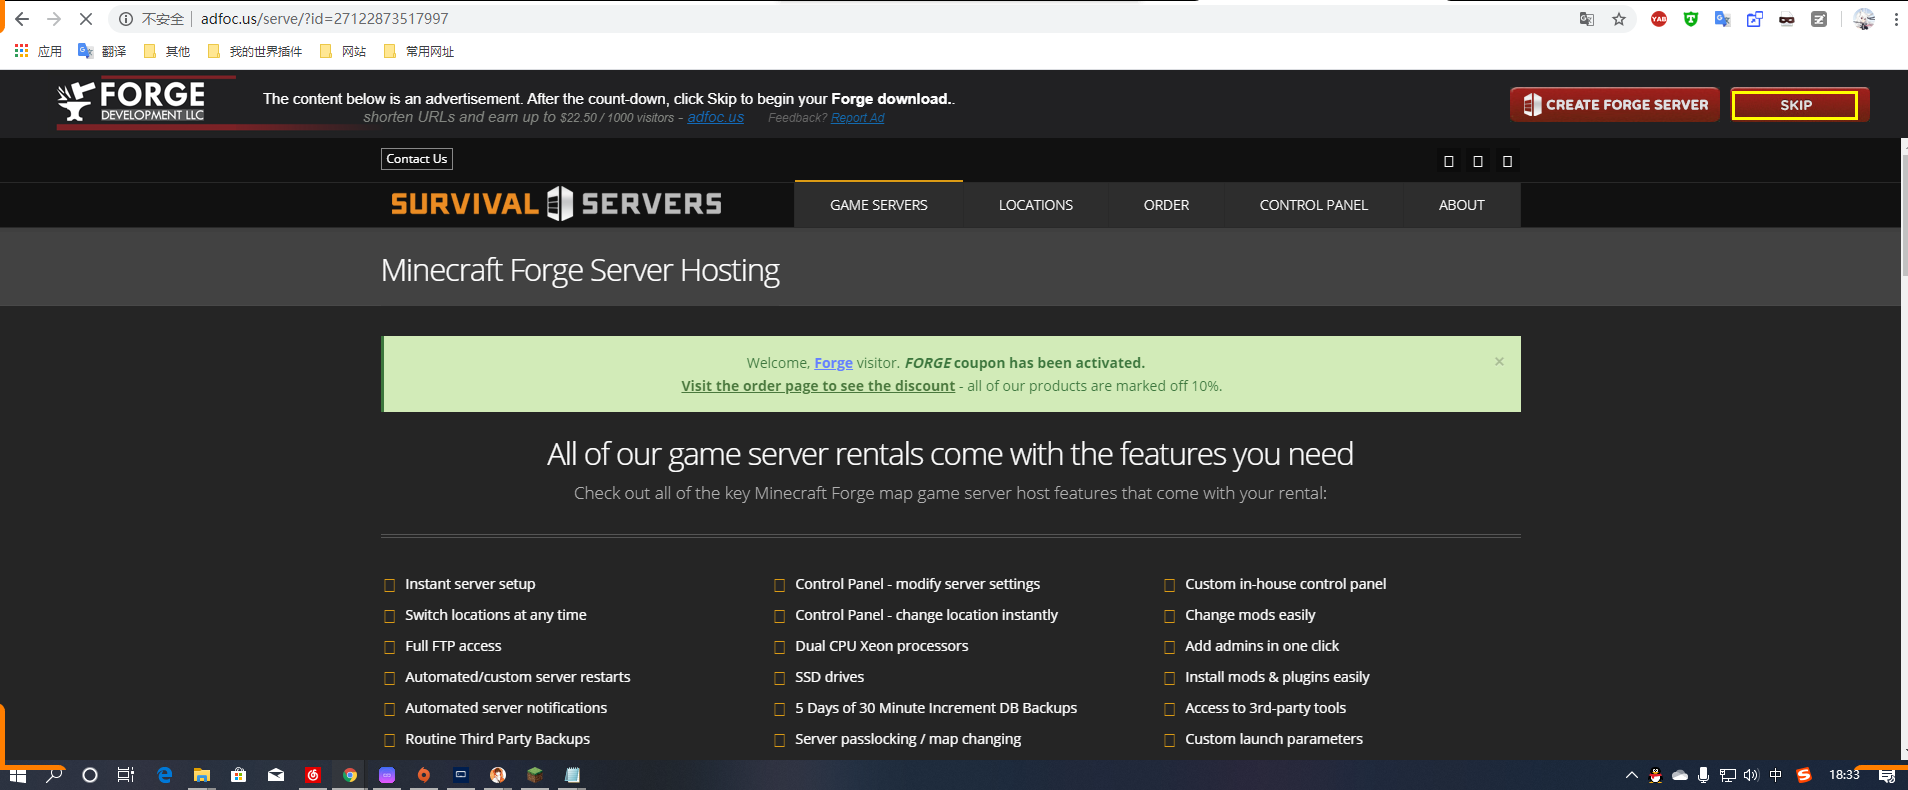 不安全 adfoc.us/serve/?id=27122873517997
应用 翻译 其他 我的世界插件 网站 常用网址
FORGE
DEVELOPMENT LLC
The content below is an advertisement. After the count-down, click Skip to begin your Forge download..
shorten URLs and earn up to $22.50 / 1000 visitors - adfoc.us Feedback? Report Ad
CREATE FORGE SERVER
SKIP
Contact Us
SURVIVAL SERVERS
GAME SERVERS LOCATIONS ORDER CONTROL PANEL ABOUT
Minecraft Forge Server Hosting
Welcome, Forge visitor. FORGE coupon has been activated.
Visit the order page to see the discount - all of our products are marked off 10%.
×
All of our game server rentals come with the features you need
Check out all of the key Minecraft Forge map game server host features that come with your rental:
Instant server setup Control Panel - modify server settings Custom in-house control panel
Switch locations at any time Control Panel - change location instantly Change mods easily
Full FTP access Dual CPU Xeon processors Add admins in one click
Automated/custom server restarts SSD drives Install mods & plugins easily
Automated server notifications 5 Days of 30 Minute Increment DB Backups Access to 3rd-party tools
Routine Third Party Backups Server passlocking / map changing Custom launch parameters
中 18:33